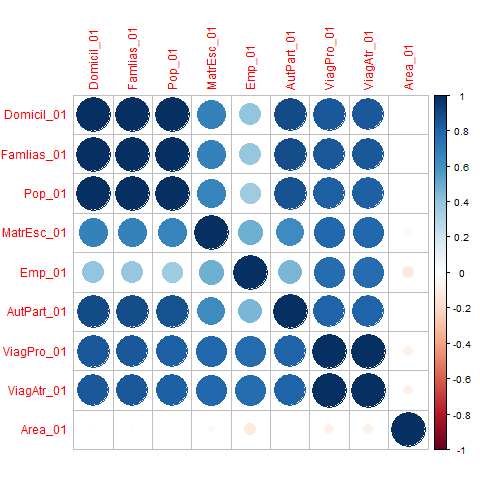 Domicil_01
Famlias_01
Pop_01
MatrEsc_01
Emp_01
AutPart_01
ViagPro_01
ViagAtr_01
Area_01
Domicil_01
Famlias_01
Pop_01
MatrEsc_01
Emp_01
AutPart_01
ViagPro_01
ViagAtr_01
Area_01
1
0.8
0.6
0.4
0.2
0
-0.2
-0.4
-0.6
-0.8
-1